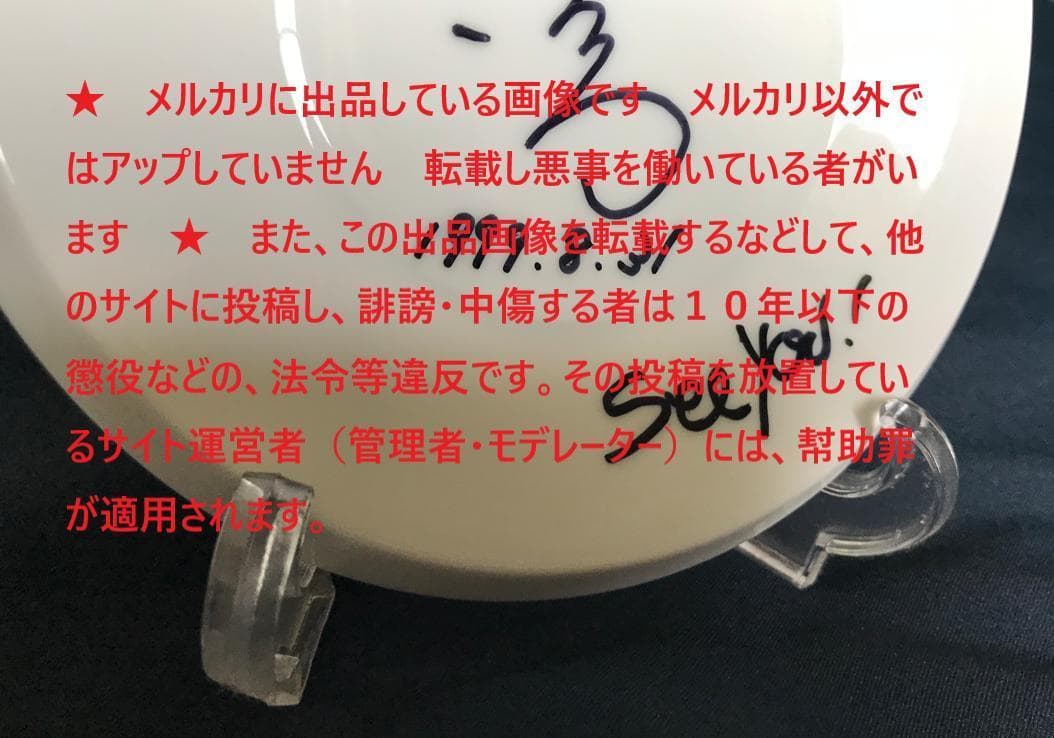 ★　メルカリに出品している画像です　メルカリ以外で
はアップしていません　転載し悪事を働いている者がい
ます　★　また、この出品画像を転載するなどして、他
のサイトに投稿し、誹謗・中傷する者は１０年以下の
懲役などの、法令等違反です。その投稿を放置してい
るサイト運営者（管理者・モデレーター）には、幇助罪
が適用されます。
See you!